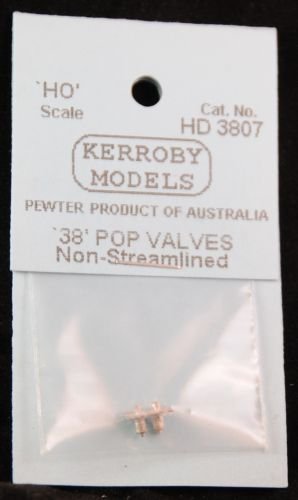 'HO'
Scale
Cat. No.
HD 3807
KERROBY
MODELS
PEWTER PRODUCT OF AUSTRALIA
'38' POP VALVES
Non-Streamlined